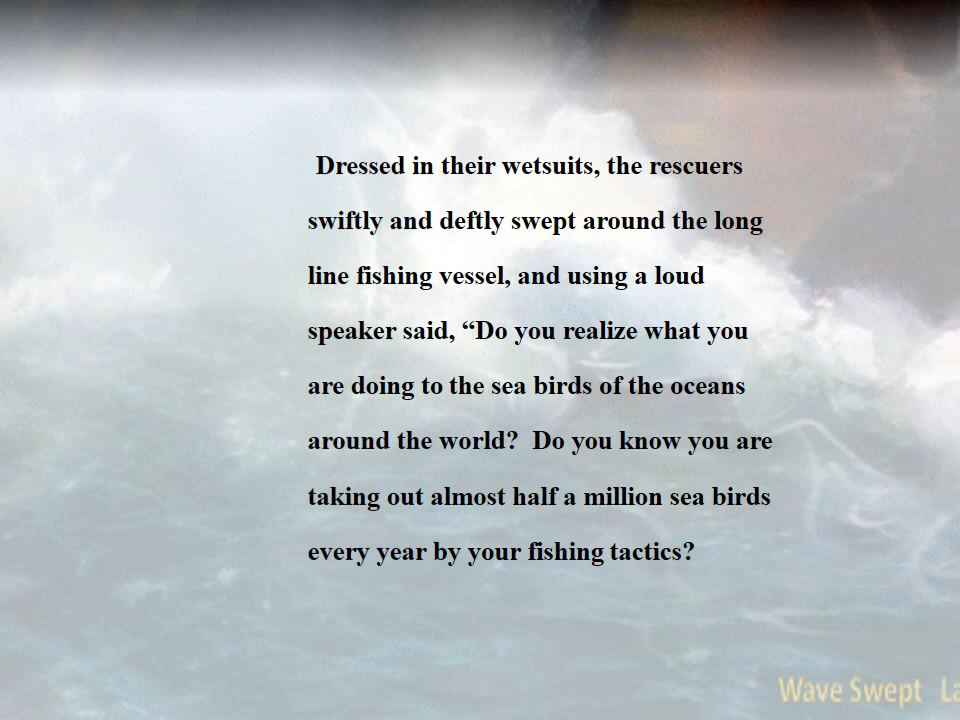 Dressed in their wetsuits, the rescuers
swiftly and deftly swept around the long
line fishing vessel, and using a loud
speaker said, “Do you realize what you
are doing to the sea birds of the oceans
around the world?  Do you know you are
taking out almost half a million sea birds
every year by your fishing tactics?
Wave Swept   La